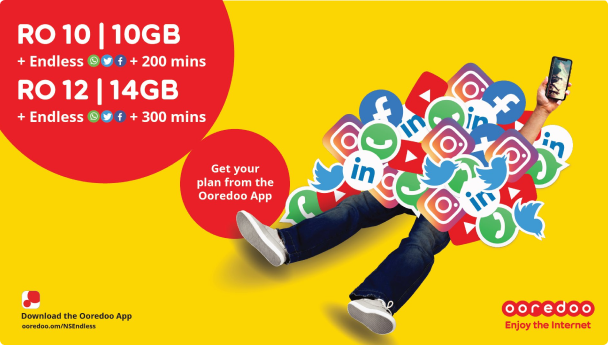 RO 10 | 10GB
+ Endless + 200 mins
RO 12 | 14GB
+ Endless + 300 mins
Get your
plan from the
Ooredoo App
Download the Ooredoo App
ooredoo.om/NSEndless
ooredoo
Enjoy the Internet